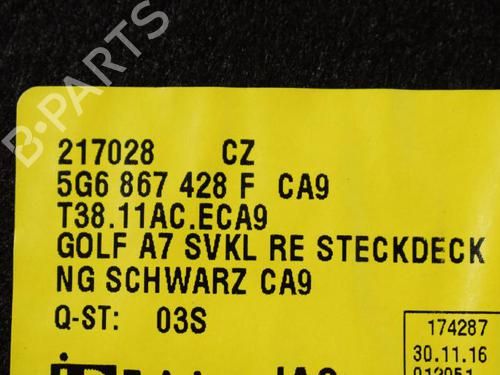 B-PARTS
217028 CZ
5G6 867 428 F CA9
T38.11AC.ECA9
GOLF A7 SVKL RE STECKDECK
NG SCHWARZ CA9
Q-ST: 03S
174287
30.11.16